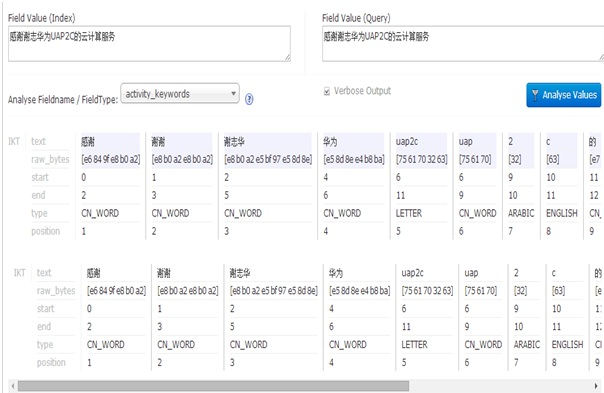 Field Value (Index)
感谢谢志华为UAP2C的云计算服务
Field Value (Query)
感谢谢志华为UAP2C的云计算服务
Analyse Fieldname / FieldType: activity_keywords
Verbose Output
Analyse Values
IKT text 感谢 谢谢 谢志华 华为 uap2c uap 2 c 的
raw_bytes [e6 84 9f e8 b0 a2] [e8 b0 a2 e8 b0 a2] [e8 b0 a2 e5 bf 97 e5 8d 8e] [e5 8d 8e e4 b8 ba] [75 61 70 32 63] [75 61 70] [32] [63] [e7
start 0 1 2 4 6 6 9 10 11
end 2 3 5 6 11 9 10 11 12
type CN_WORD CN_WORD CN_WORD CN_WORD LETTER CN_WORD ARABIC ENGLISH CN_
position 1 2 3 4 5 6 7 8 9
IKT text 感谢 谢谢 谢志华 华为 uap2c uap 2 c 的
raw_bytes [e6 84 9f e8 b0 a2] [e8 b0 a2 e8 b0 a2] [e8 b0 a2 e5 bf 97 e5 8d 8e] [e5 8d 8e e4 b8 ba] [75 61 70 32 63] [75 61 70] [32] [63] [e
start 0 1 2 4 6 6 9 10 1
end 2 3 5 6 11 9 10 11 1
type CN_WORD CN_WORD CN_WORD CN_WORD LETTER CN_WORD ARABIC ENGLISH C
position 1 2 3 4 5 6 7 8 9